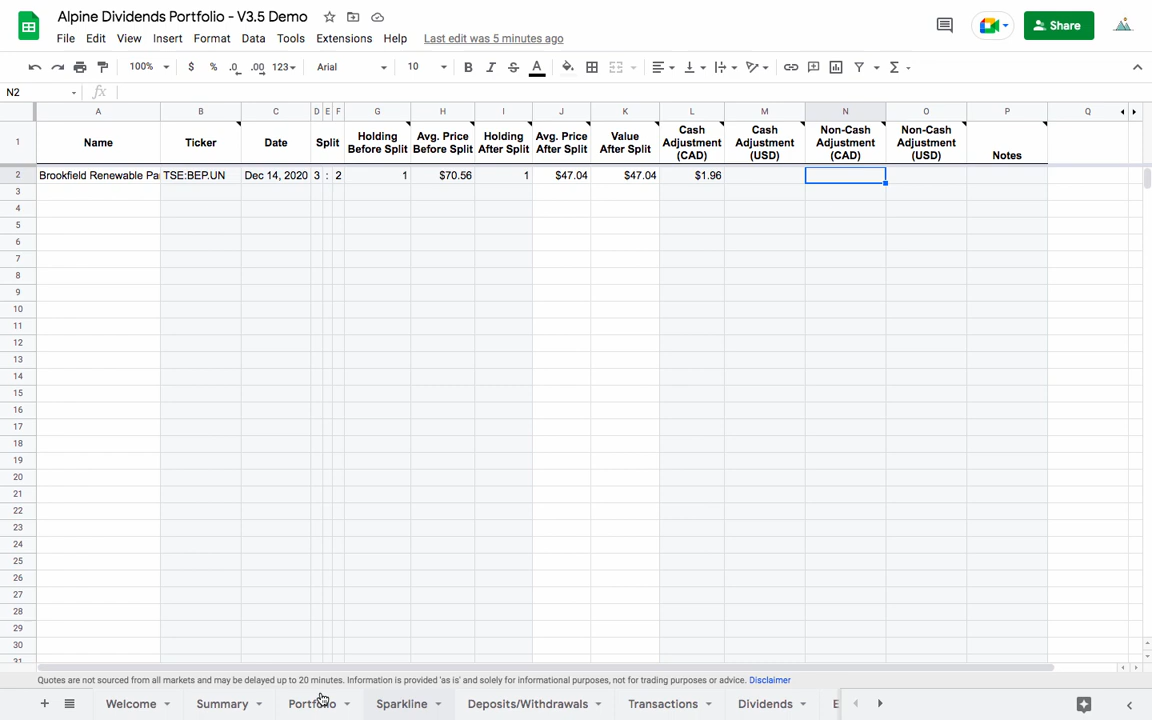 Alpine Dividends Portfolio - V3.5 Demo
File Edit View Insert Format Data Tools Extensions Help Last edit was 5 minutes ago
Share
100% $ % .0 .00 123 Arial 10 B I S A
N2 fx
A B C D E F G H I J K L M N O P Q
1 Name Ticker Date Split Holding Before Split Avg. Price Before Split Holding After Split Avg. Price After Split Value After Split Cash Adjustment (CAD) Cash Adjustment (USD) Non-Cash Adjustment (CAD) Non-Cash Adjustment (USD) Notes
2 Brookfield Renewable Pa TSE:BEP.UN Dec 14, 2020 3 : 2 1 $70.56 1 $47.04 $47.04 $1.96
3
4
5
6
7
8
9
10
11
12
13
14
15
16
17
18
19
20
21
22
23
24
25
26
27
28
29
30
31
Quotes are not sourced from all markets and may be delayed up to 20 minutes. Information is provided 'as is' and solely for informational purposes, not for trading purposes or advice. Disclaimer
Welcome Summary Portfolio Sparkline Deposits/Withdrawals Transactions Dividends E